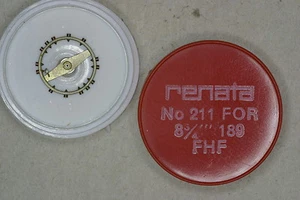 renata
No 211 FOR
8¾''' 189
FHF